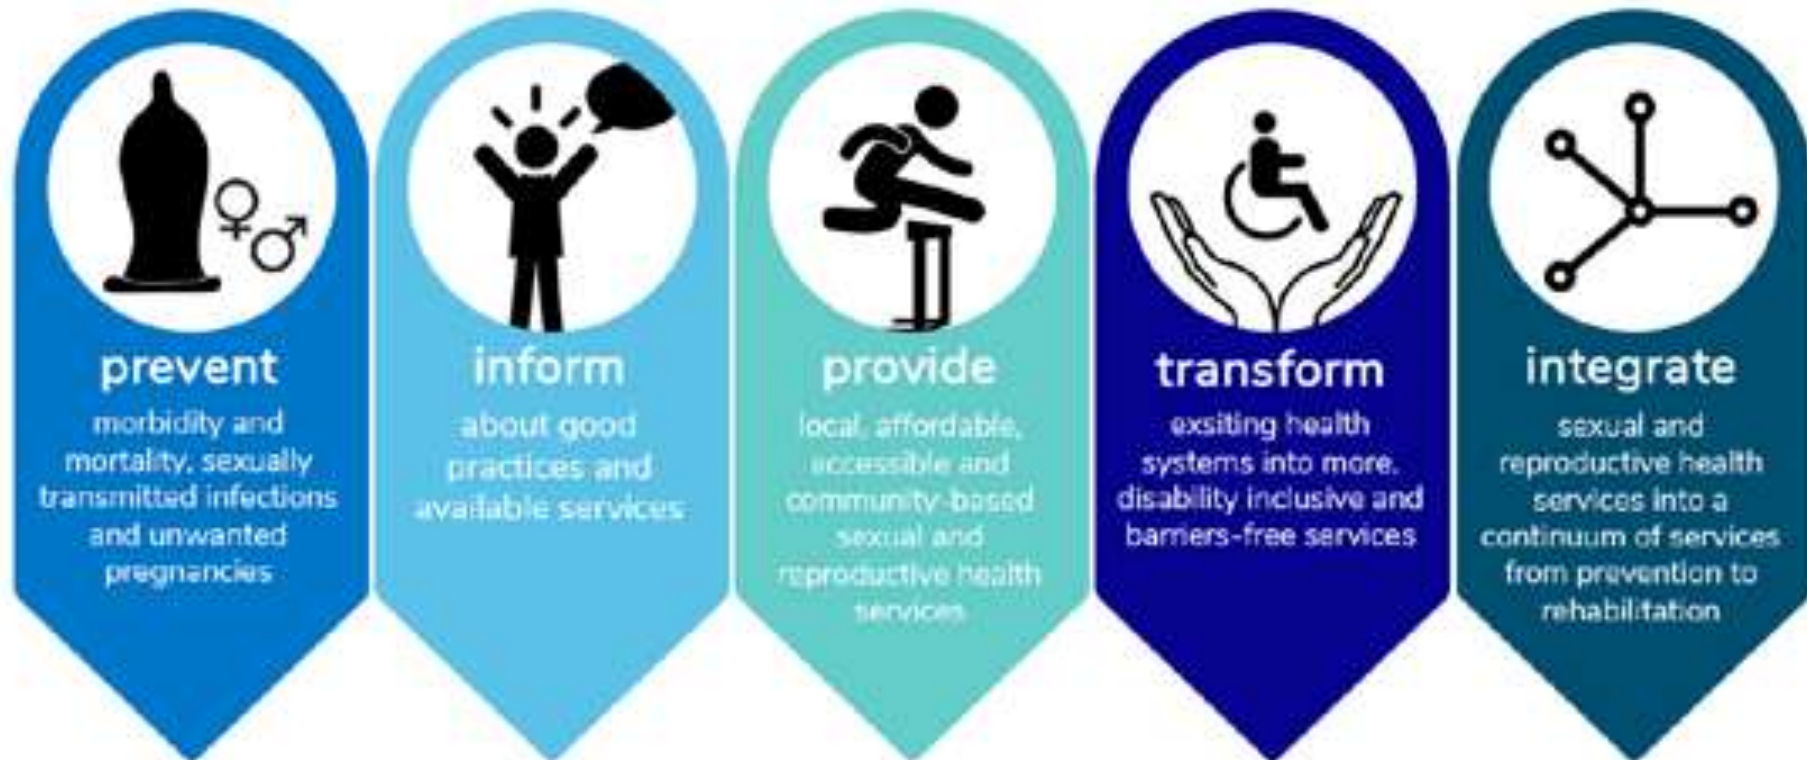 prevent
morbidity and
mortality, sexually
transmitted infections
and unwanted
pregnancies
inform
about good
practices and
available services
provide
local, affordable,
accessible and
community-based
sexual and
reproductive health
services
transform
exsiting health
systems into more.
disability inclusive and
barriers-free services
integrate
sexual and
reproductive health
services into a
continuum of services
from prevention to
rehabilitation